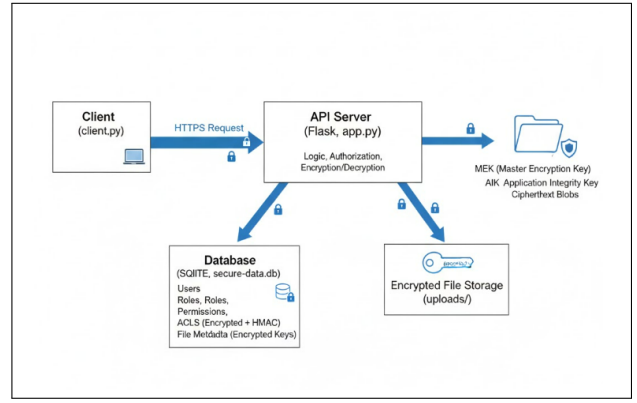 Client
(client.py)
HTTPS Request
API Server
(Flask, app.py)
Logic, Authorization,
Encryption/Decryption
MEK (Master Encryption Key)
AIK Application Integrity Key
Ciphertext Blobs
Database
(SQIITE, secure-data.db)
Users
Roles, Roles,
Permissions,
ACLS (Encrypted + HMAC)
File Metadta (Encrypted Keys)
Encrypted File Storage
(uploads/)